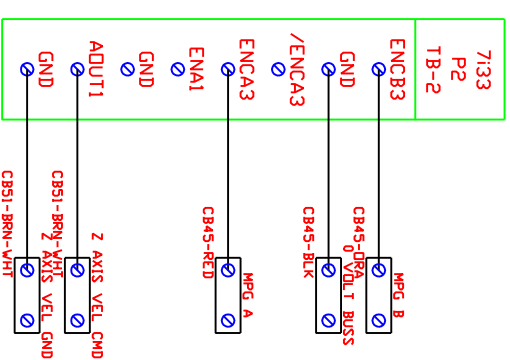 7i33
P2
TB-2
ENCB3
GND
/ENCA3
ENCA3
ENA1
GND
AOUT1
GND
CB45-ORA
CB45-BLK
CB45-RED
CB51-BRN-WHT
CB51-BRN-WHT
MPG B
0 VOLT BUSS
MPG A
Z AXIS VEL CMD
Z AXIS VEL GND